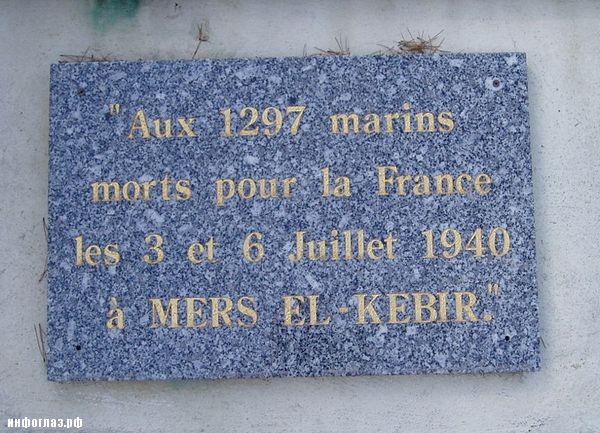 "Aux 1297 marins
morts pour la France
les 3 et 6 Juillet 1940
à MERS EL-KEBIR."
инфоглаз.рф